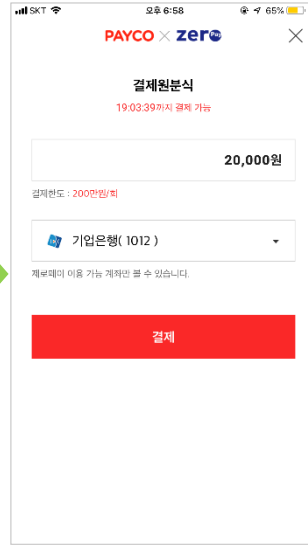 SKT 오후 6:58 65%
PAYCO × zero Pay
결제원분식
19:03:39까지 결제 가능
20,000원
결제한도 : 200만원/회
기업은행( 1012 )
제로페이 이용 가능 계좌만 볼 수 있습니다.
결제